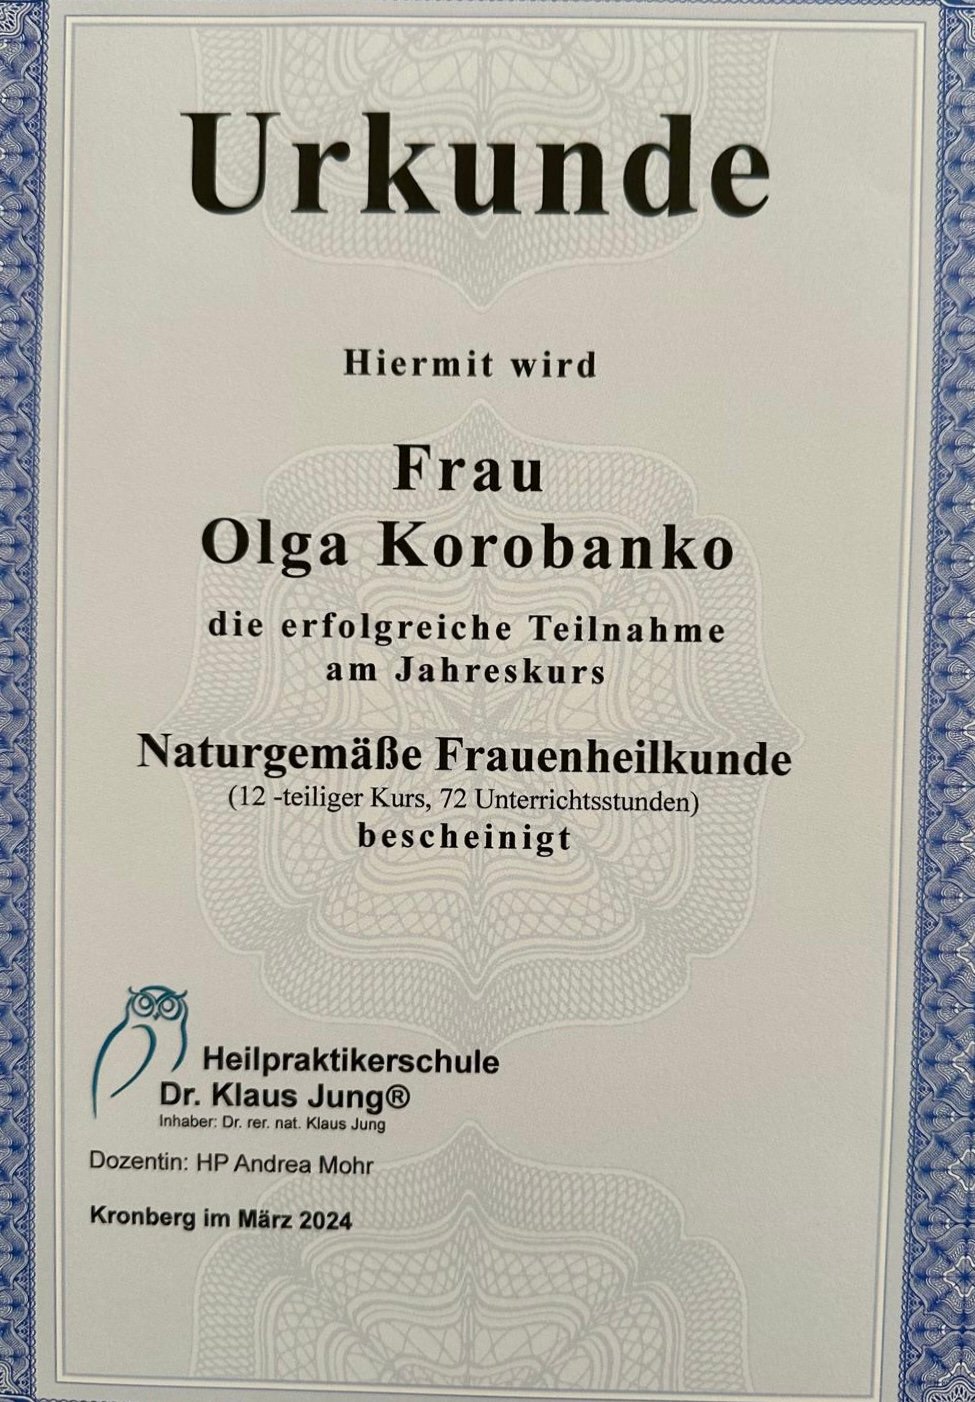 Urkunde
Hiermit wird
Frau
Olga Korobanko
die erfolgreiche Teilnahme
am Jahreskurs
Naturgemäße Frauenheilkunde
(12 -teiliger Kurs, 72 Unterrichtsstunden)
bescheinigt
Heilpraktikerschule
Dr. Klaus Jung®
Inhaber: Dr. rer. nat. Klaus Jung
Dozentin: HP Andrea Mohr
Kronberg im März 2024